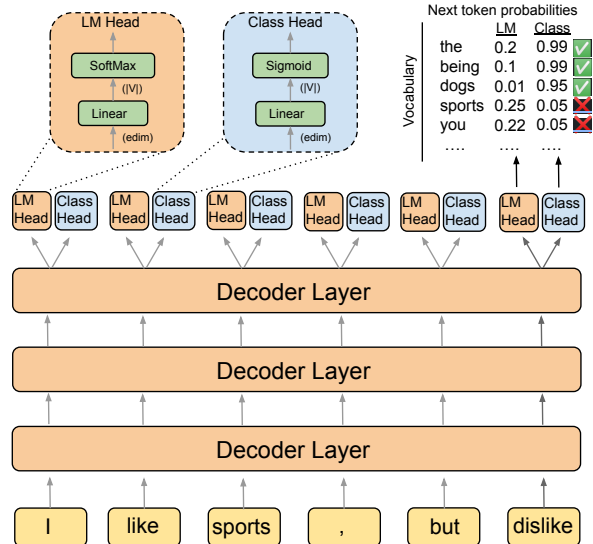 LM Head
SoftMax
(|V|)
Linear
(edim)
Class Head
Sigmoid
(|V|)
Linear
(edim)
Next token probabilities
LM Class
Vocabulary
the 0.2 0.99 ✅
being 0.1 0.99 ✅
dogs 0.01 0.95 ✅
sports 0.25 0.05 ❌
you 0.22 0.05 ❌
.... .... ....
LM Head Class Head LM Head Class Head LM Head Class Head LM Head Class Head LM Head Class Head LM Head Class Head
Decoder Layer
Decoder Layer
Decoder Layer
I like sports , but dislike